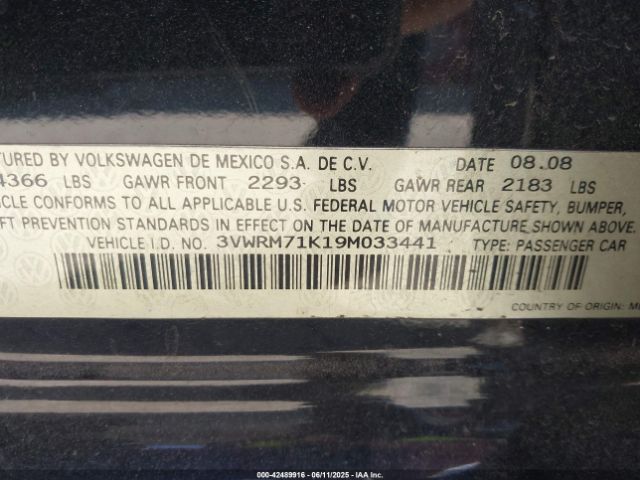 TURED BY VOLKSWAGEN DE MEXICO S.A. DE C.V. DATE 08.08
4366 LBS GAWR FRONT 2293 LBS GAWR REAR 2183 LBS
ICLE CONFORMS TO ALL APPLICABLE U.S. FEDERAL MOTOR VEHICLE SAFETY, BUMPER,
FT PREVENTION STANDARDS IN EFFECT ON THE DATE OF MANUFACTURE SHOWN ABOVE.
VEHICLE I.D. NO. 3VWRM71K19M033441 TYPE: PASSENGER CAR
COUNTRY OF ORIGIN: ME
000-42489916 - 06/11/2025 - IAA Inc.